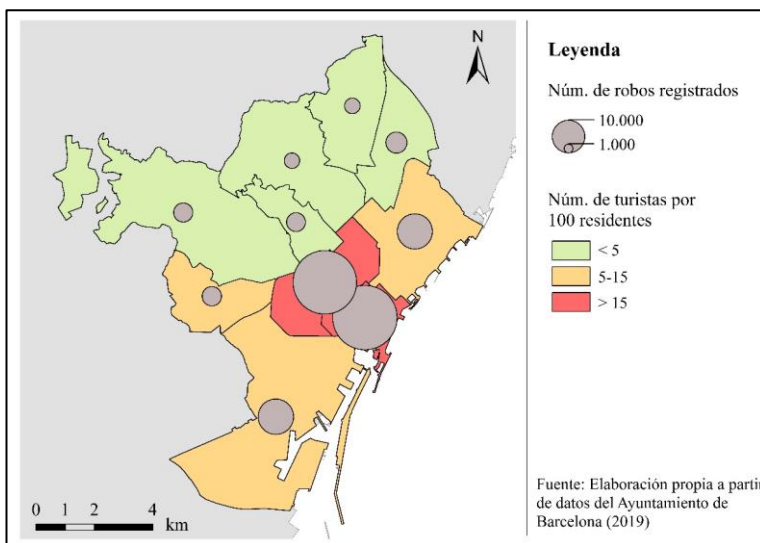 N
Leyenda
Núm. de robos registrados
10.000
1.000
Núm. de turistas por
100 residentes
< 5
5-15
> 15
0 1 2 4
km
Fuente: Elaboración propia a partir
de datos del Ayuntamiento de
Barcelona (2019)